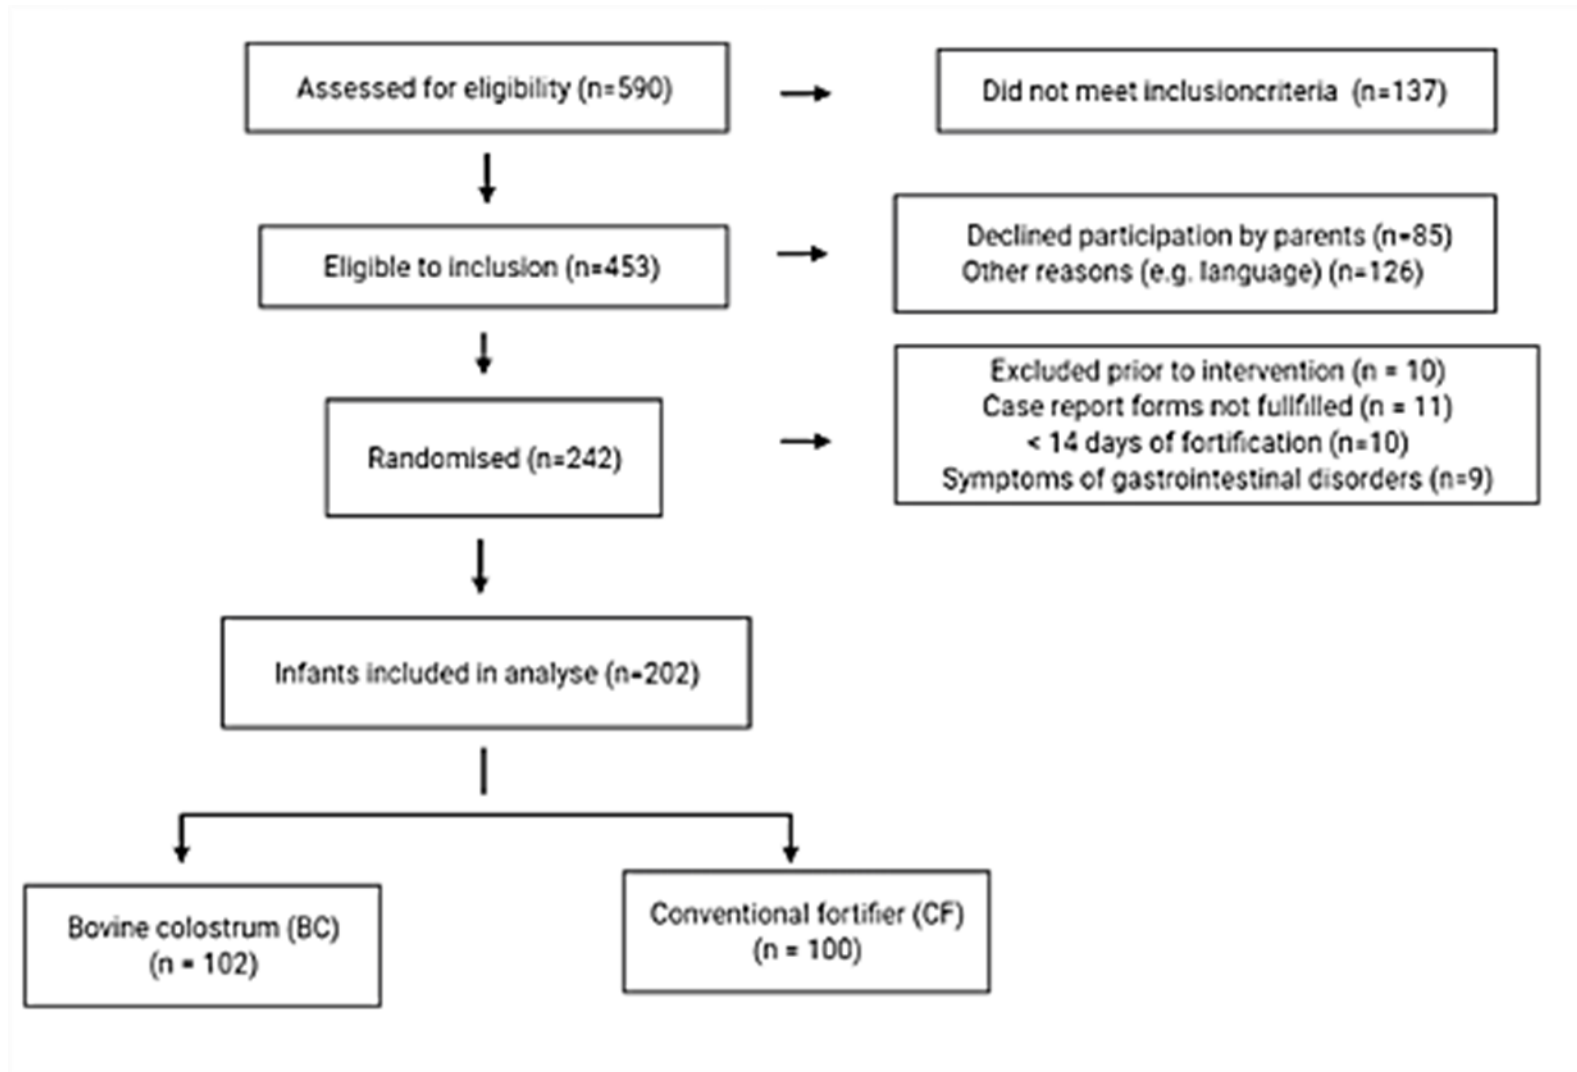 Assessed for eligibility (n=590)
Did not meet inclusioncriteria (n=137)
Eligible to inclusion (n=453)
Declined participation by parents (n=85)
Other reasons (e.g. language) (n=126)
Randomised (n=242)
Excluded prior to intervention (n = 10)
Case report forms not fullfilled (n = 11)
< 14 days of fortification (n=10)
Symptoms of gastrointestinal disorders (n=9)
Infants included in analyse (n=202)
Bovine colostrum (BC)
(n = 102)
Conventional fortifier (CF)
(n = 100)